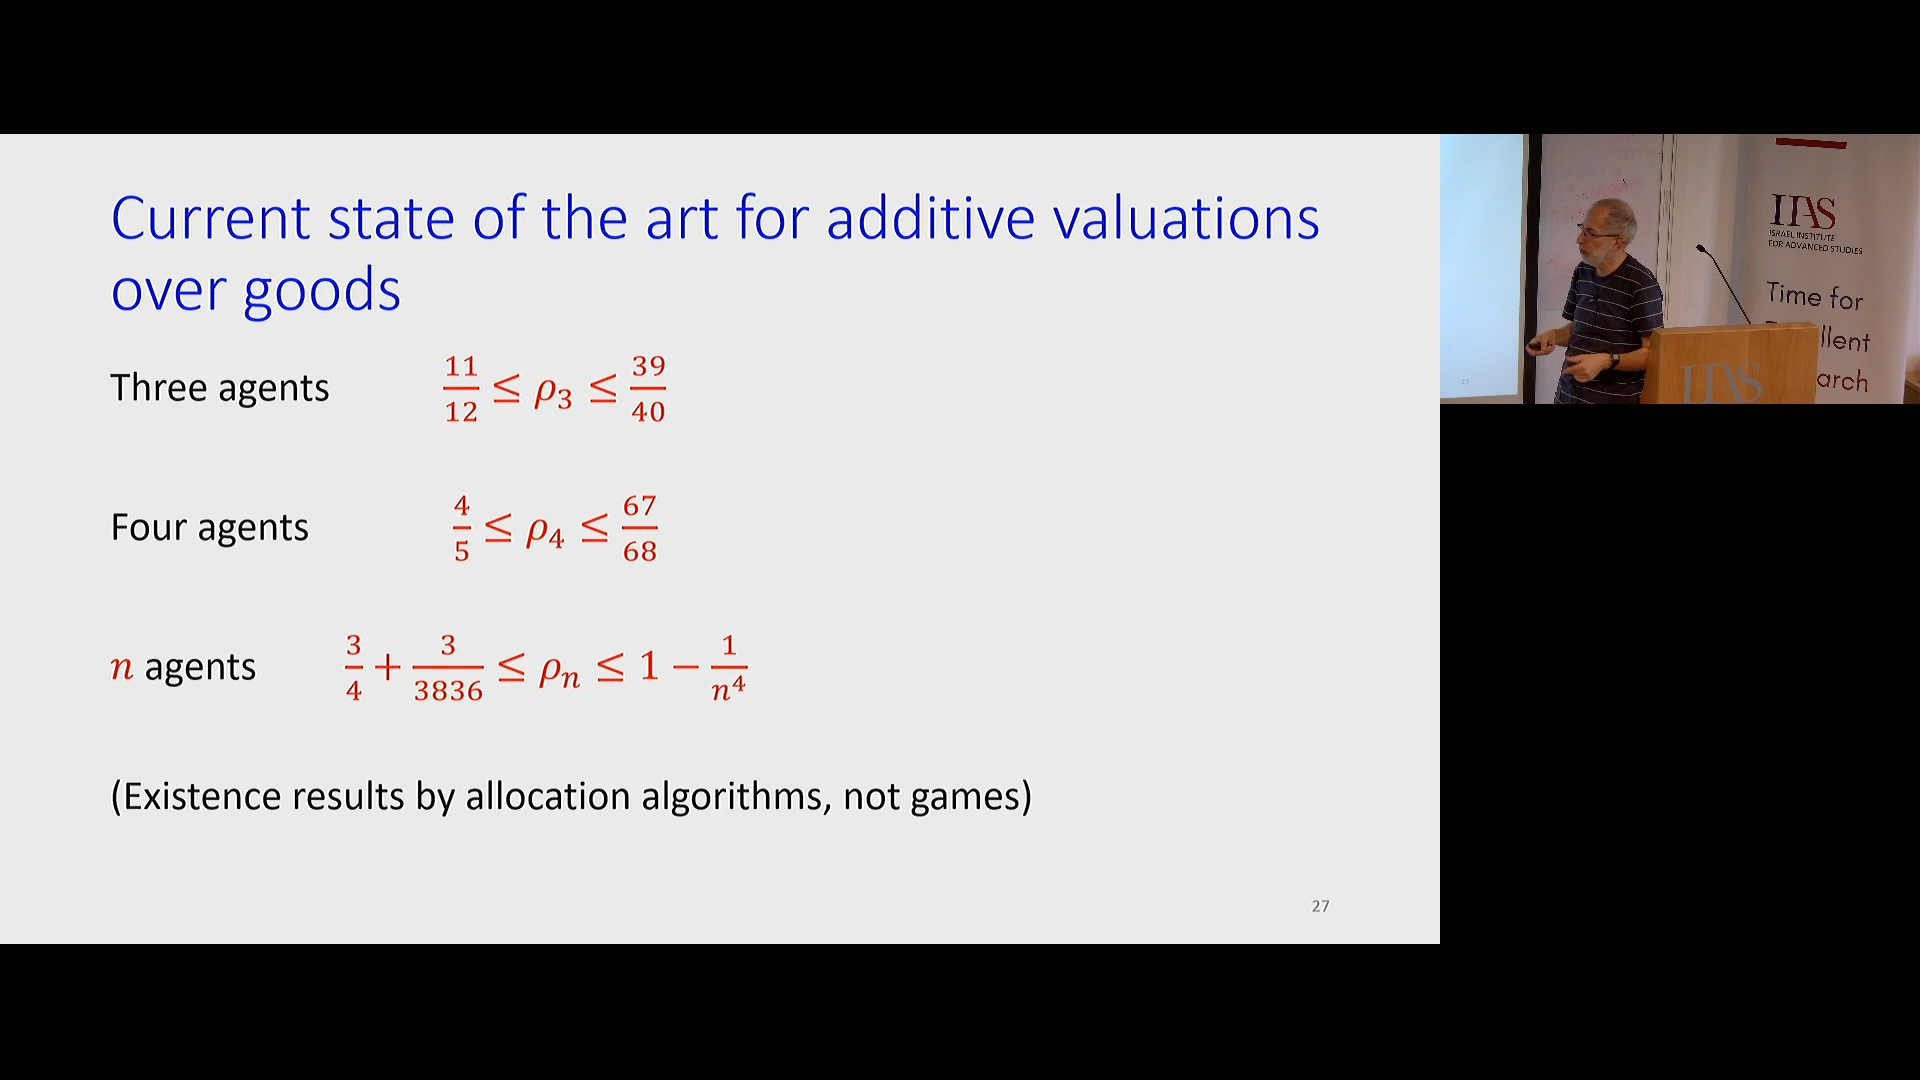 Current state of the art for additive valuations
over goods
Three agents 11/12 ≤ ρ₃ ≤ 39/40
Four agents 4/5 ≤ ρ₄ ≤ 67/68
n agents 3/4 + 3/3836 ≤ ρₙ ≤ 1 − 1/n⁴
(Existence results by allocation algorithms, not games)
27
IIAS
ISRAEL INSTITUTE
FOR ADVANCED STUDIES
Time for
llent
arch
IIAS
27